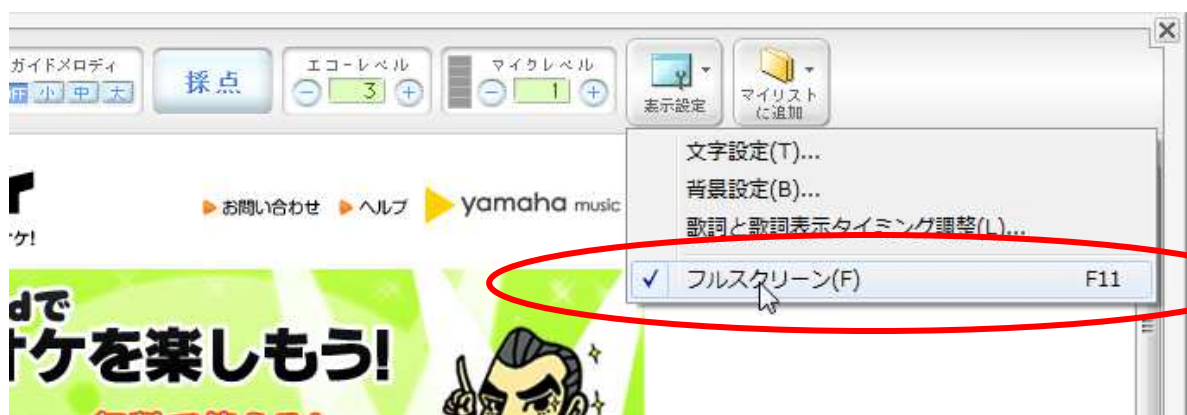 ガイドメロディ
小 中 大
採点
エコーレベル
3
マイクレベル
1
表示設定
マイリスト
に追加
文字設定(T)...
背景設定(B)...
歌詞と歌詞表示タイミング調整(L)...
フルスクリーン(F) F11
お問い合わせ ヘルプ yamaha music
ケ!
dで
オケを楽しもう!